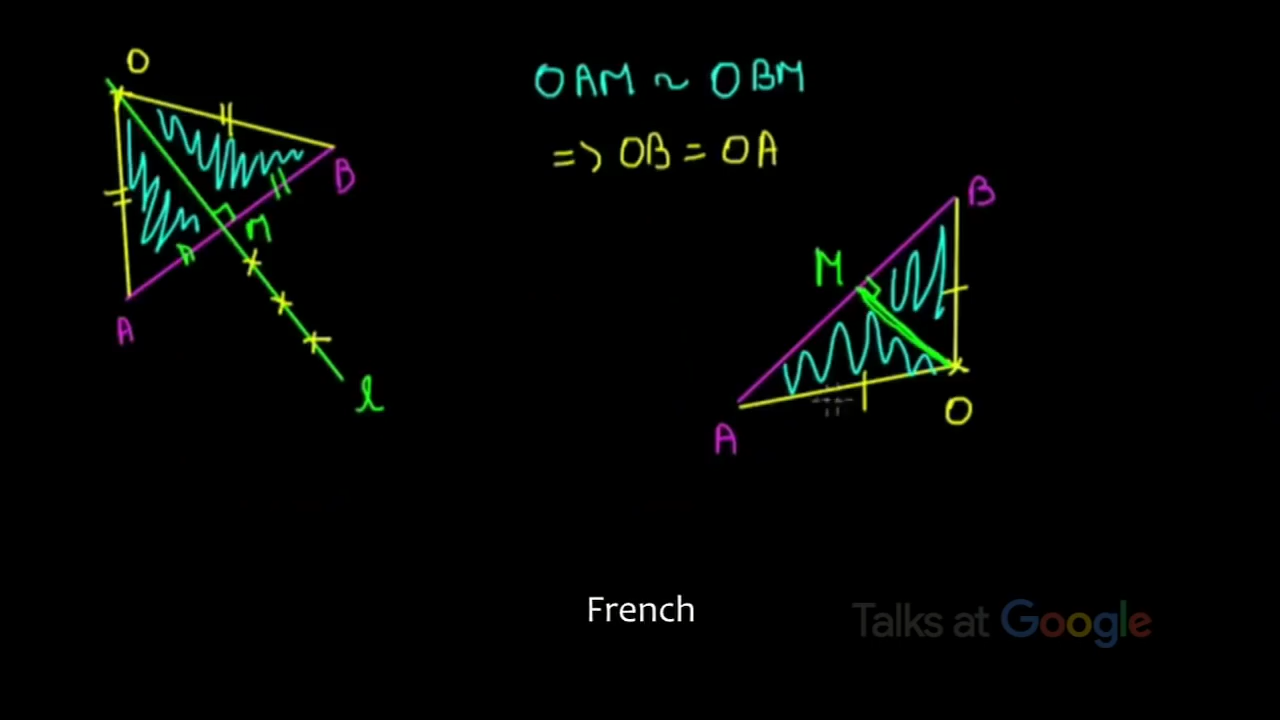 O
OAM ~ OBM
=> OB = OA
B
M
A
l
B
M
A
O
French
Talks at Google